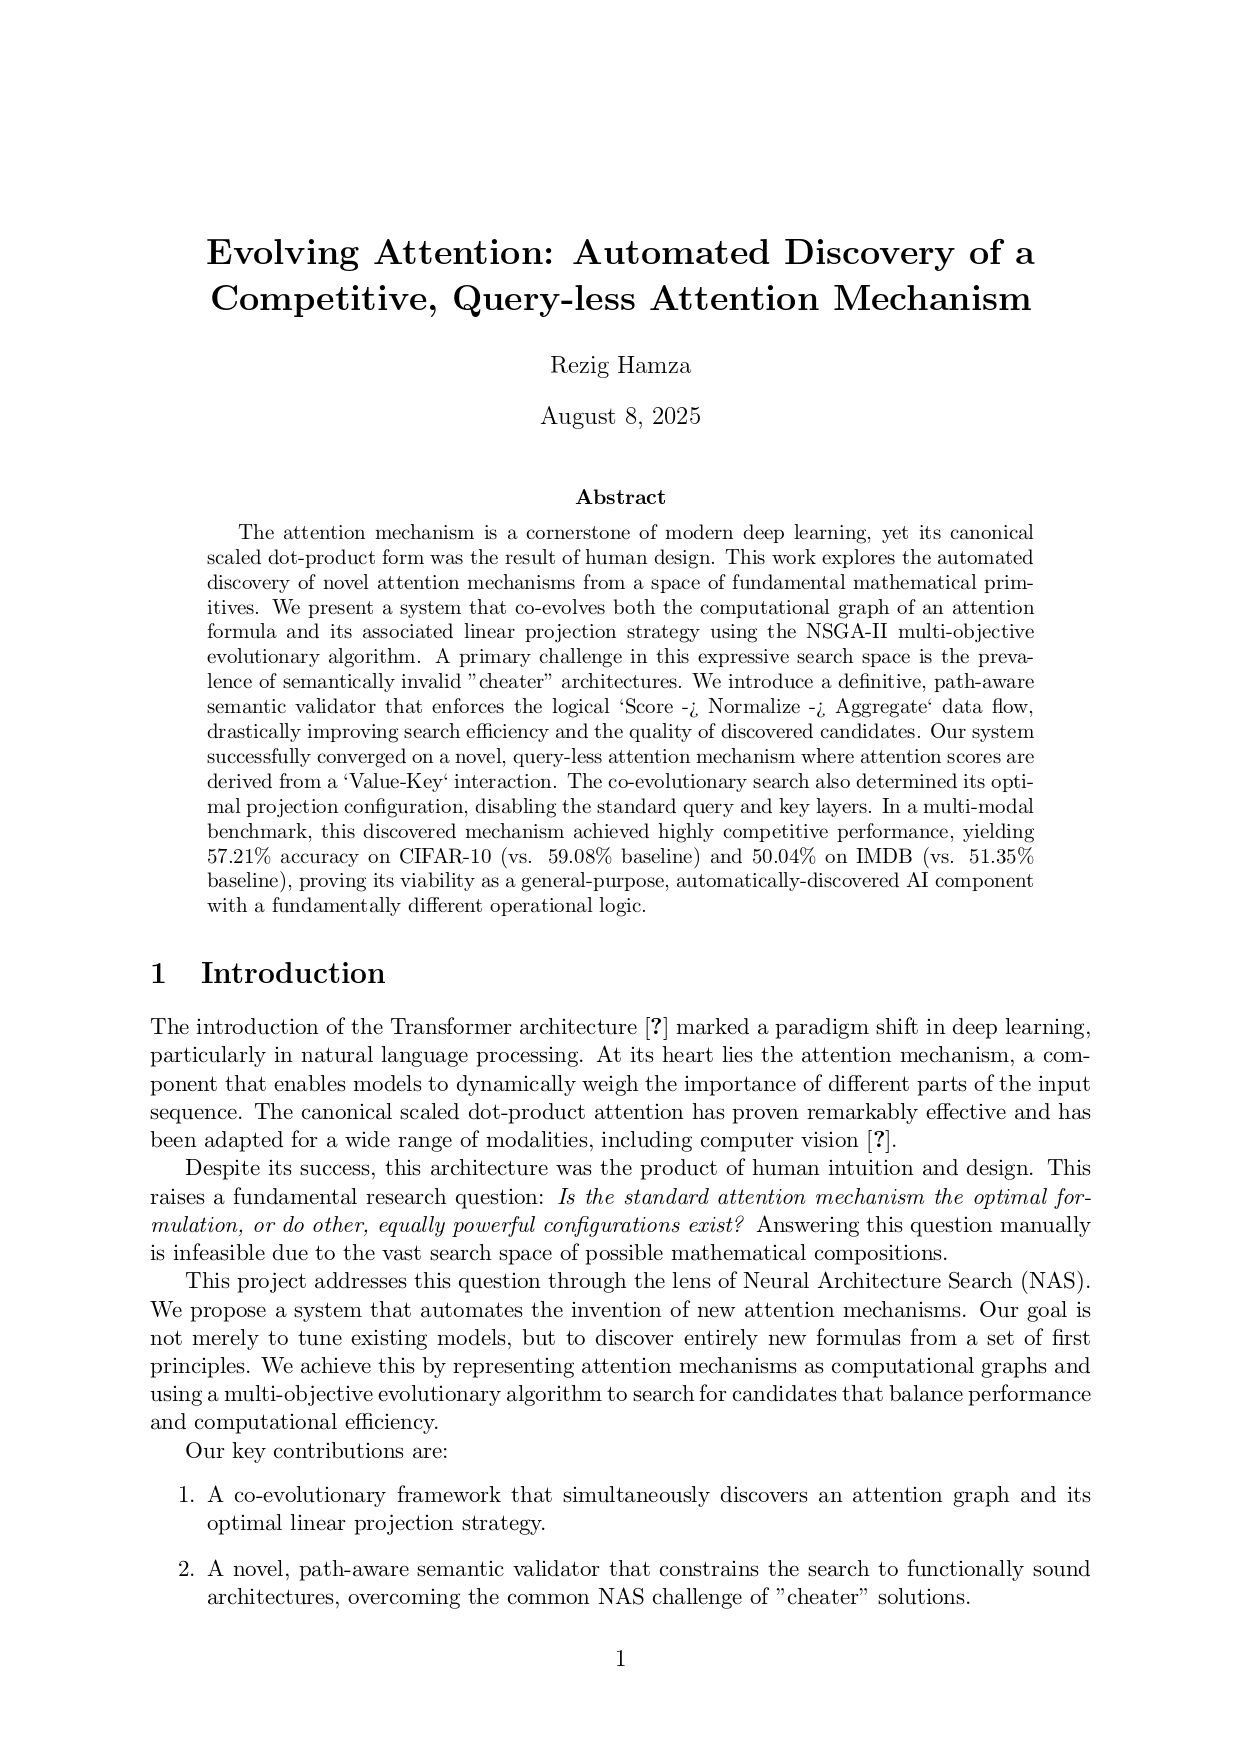 Evolving Attention: Automated Discovery of a
Competitive, Query-less Attention Mechanism
Rezig Hamza
August 8, 2025
Abstract
The attention mechanism is a cornerstone of modern deep learning, yet its canonical
scaled dot-product form was the result of human design. This work explores the automated
discovery of novel attention mechanisms from a space of fundamental mathematical prim-
itives. We present a system that co-evolves both the computational graph of an attention
formula and its associated linear projection strategy using the NSGA-II multi-objective
evolutionary algorithm. A primary challenge in this expressive search space is the preva-
lence of semantically invalid ”cheater” architectures. We introduce a definitive, path-aware
semantic validator that enforces the logical ‘Score -¿ Normalize -¿ Aggregate‘ data flow,
drastically improving search efficiency and the quality of discovered candidates. Our system
successfully converged on a novel, query-less attention mechanism where attention scores are
derived from a ‘Value-Key‘ interaction. The co-evolutionary search also determined its opti-
mal projection configuration, disabling the standard query and key layers. In a multi-modal
benchmark, this discovered mechanism achieved highly competitive performance, yielding
57.21% accuracy on CIFAR-10 (vs. 59.08% baseline) and 50.04% on IMDB (vs. 51.35%
baseline), proving its viability as a general-purpose, automatically-discovered AI component
with a fundamentally different operational logic.
1 Introduction
The introduction of the Transformer architecture [?] marked a paradigm shift in deep learning,
particularly in natural language processing. At its heart lies the attention mechanism, a com-
ponent that enables models to dynamically weigh the importance of different parts of the input
sequence. The canonical scaled dot-product attention has proven remarkably effective and has
been adapted for a wide range of modalities, including computer vision [?].
Despite its success, this architecture was the product of human intuition and design. This
raises a fundamental research question: Is the standard attention mechanism the optimal for-
mulation, or do other, equally powerful configurations exist? Answering this question manually
is infeasible due to the vast search space of possible mathematical compositions.
This project addresses this question through the lens of Neural Architecture Search (NAS).
We propose a system that automates the invention of new attention mechanisms. Our goal is
not merely to tune existing models, but to discover entirely new formulas from a set of first
principles. We achieve this by representing attention mechanisms as computational graphs and
using a multi-objective evolutionary algorithm to search for candidates that balance performance
and computational efficiency.
Our key contributions are:
1. A co-evolutionary framework that simultaneously discovers an attention graph and its
optimal linear projection strategy.
2. A novel, path-aware semantic validator that constrains the search to functionally sound
architectures, overcoming the common NAS challenge of ”cheater” solutions.
1